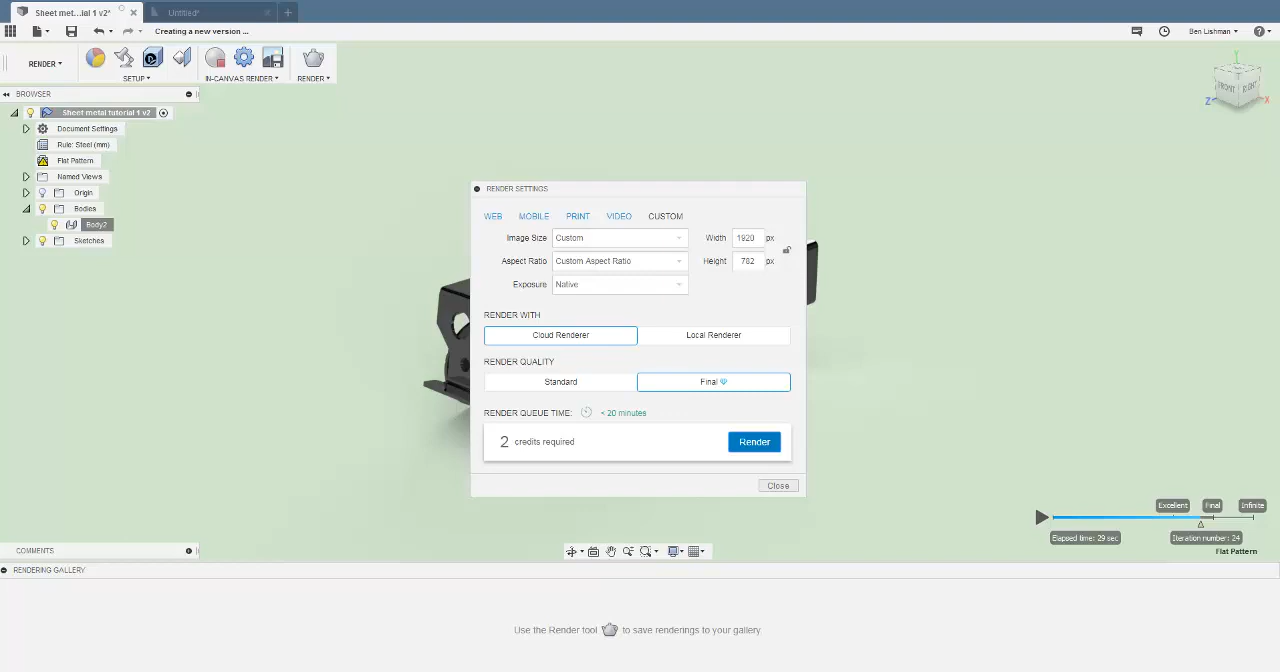 Sheet met...ial 1 v2*
Untitled*
Creating a new version ...
Ben Lishman
RENDER
SETUP
IN-CANVAS RENDER
RENDER
BROWSER
Sheet metal tutorial 1 v2
Document Settings
Rule: Steel (mm)
Flat Pattern
Named Views
Origin
Bodies
Body2
Sketches
FRONT RIGHT
Y
Z
X
RENDER SETTINGS
WEB MOBILE PRINT VIDEO CUSTOM
Image Size Custom Width 1920 px
Aspect Ratio Custom Aspect Ratio Height 782 px
Exposure Native
RENDER WITH
Cloud Renderer Local Renderer
RENDER QUALITY
Standard Final
RENDER QUEUE TIME: < 20 minutes
2 credits required Render
Close
Excellent Final Infinite
Elapsed time: 29 sec Iteration number: 24
Flat Pattern
COMMENTS
RENDERING GALLERY
Use the Render tool to save renderings to your gallery.